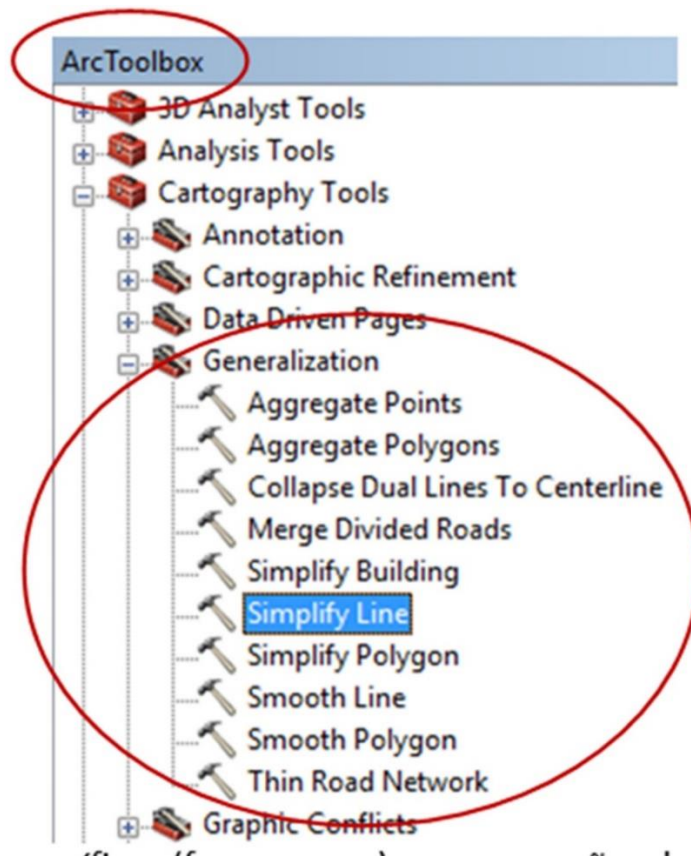 ArcToolbox
3D Analyst Tools
Analysis Tools
Cartography Tools
Annotation
Cartographic Refinement
Data Driven Pages
Generalization
Aggregate Points
Aggregate Polygons
Collapse Dual Lines To Centerline
Merge Divided Roads
Simplify Building
Simplify Line
Simplify Polygon
Smooth Line
Smooth Polygon
Thin Road Network
Graphic Conflicts